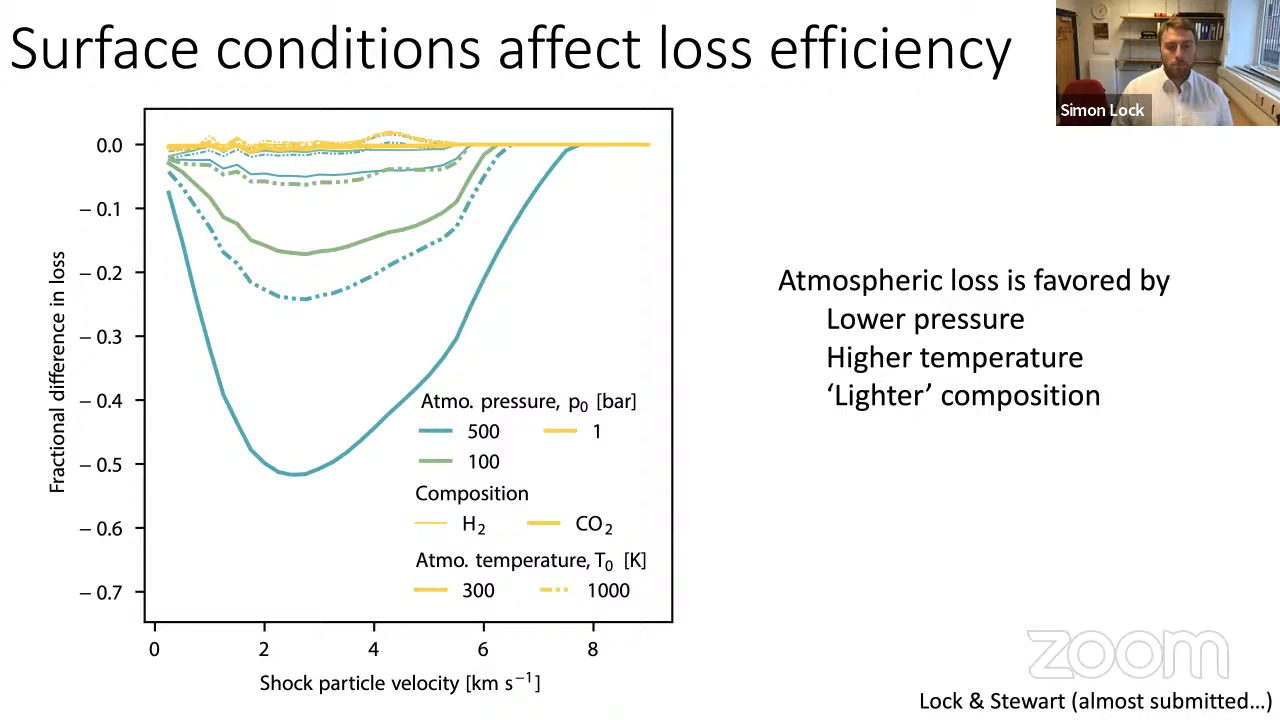 Surface conditions affect loss efficiency
Simon Lock
0.0
− 0.1
− 0.2
− 0.3
− 0.4
− 0.5
− 0.6
− 0.7
Fractional difference in loss
Atmo. pressure, p₀ [bar]
500 1
100
Composition
H₂ CO₂
Atmo. temperature, T₀ [K]
300 1000
0 2 4 6 8
Shock particle velocity [km s⁻¹]
Atmospheric loss is favored by
Lower pressure
Higher temperature
‘Lighter’ composition
zoom
Lock & Stewart (almost submitted…)